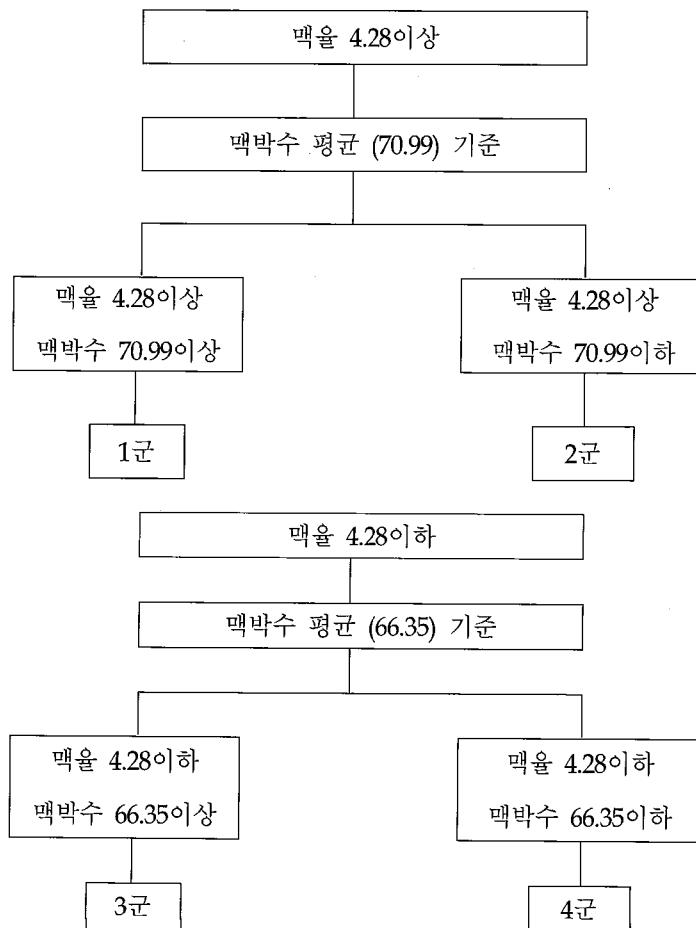 맥율 4.28이상
맥박수 평균 (70.99) 기준
맥율 4.28이상
맥박수 70.99이상
맥율 4.28이상
맥박수 70.99이하
1군
2군
맥율 4.28이하
맥박수 평균 (66.35) 기준
맥율 4.28이하
맥박수 66.35이상
맥율 4.28이하
맥박수 66.35이하
3군
4군